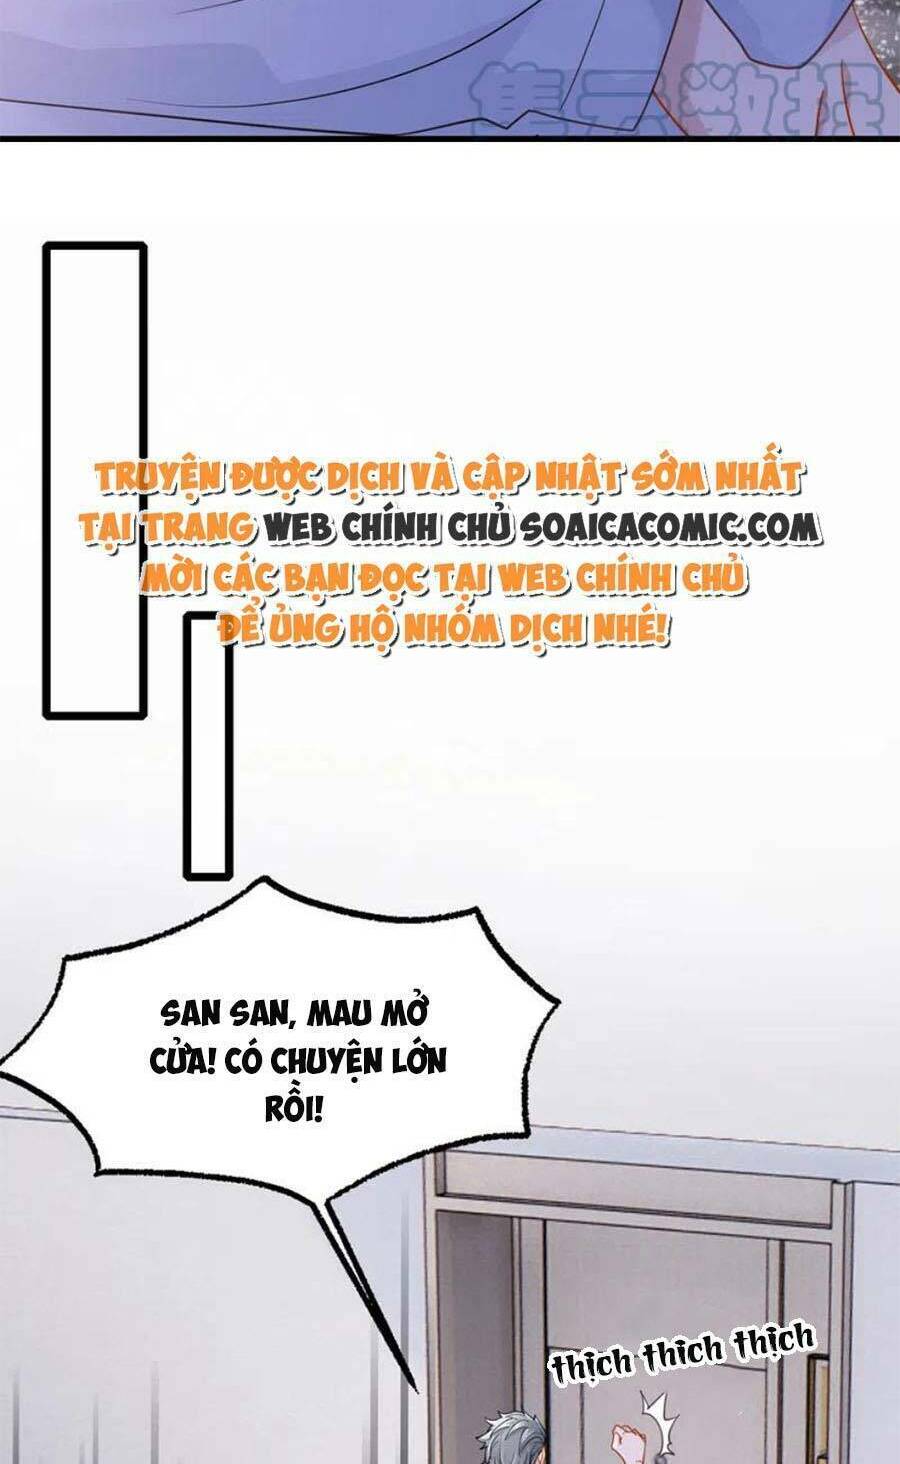 TRUYỆN ĐƯỢC DỊCH VÀ CẬP NHẬT SỚM NHẤT
TẠI TRANG WEB CHÍNH CHỦ SOAICACOMIC.COM
MỜI CÁC BẠN ĐỌC TẠI WEB CHÍNH CHỦ
ĐỂ ỦNG HỘ NHÓM DỊCH NHÉ!
SAN SAN, MAU MỞ
CỬA! CÓ CHUYỆN LỚN
RỒI!
thịch thích thịch